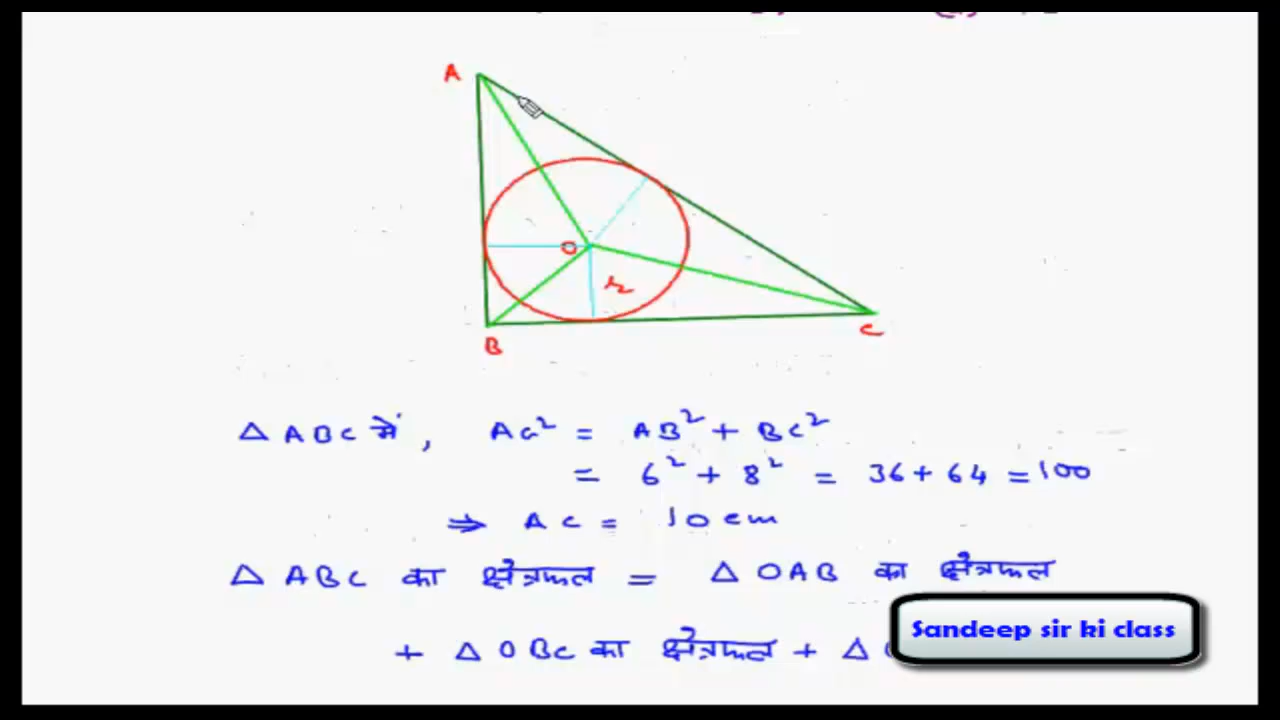 A
O
r
B
C
Δ ABC में, AC² = AB² + BC²
= 6² + 8² = 36 + 64 = 100
⇒ AC = 10 cm
Δ ABC का क्षेत्रफल = Δ OAB का क्षेत्रफल
+ Δ OBC का क्षेत्रफल + Δ
Sandeep sir ki class